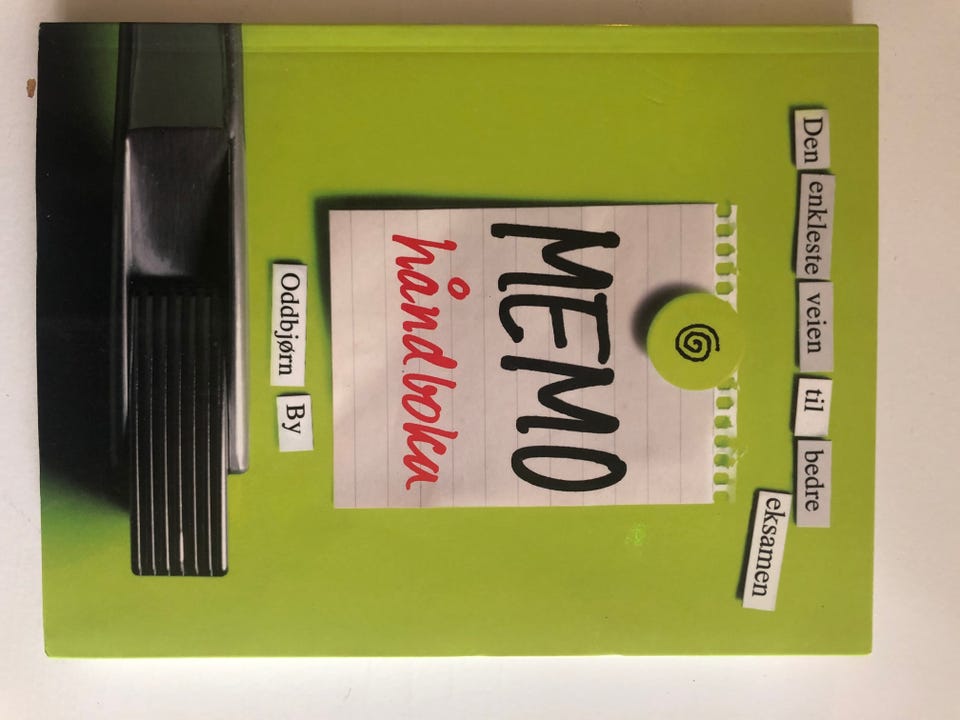 Den enkleste veien til bedre
eksamen
MEMO
håndboka
Oddbjørn By